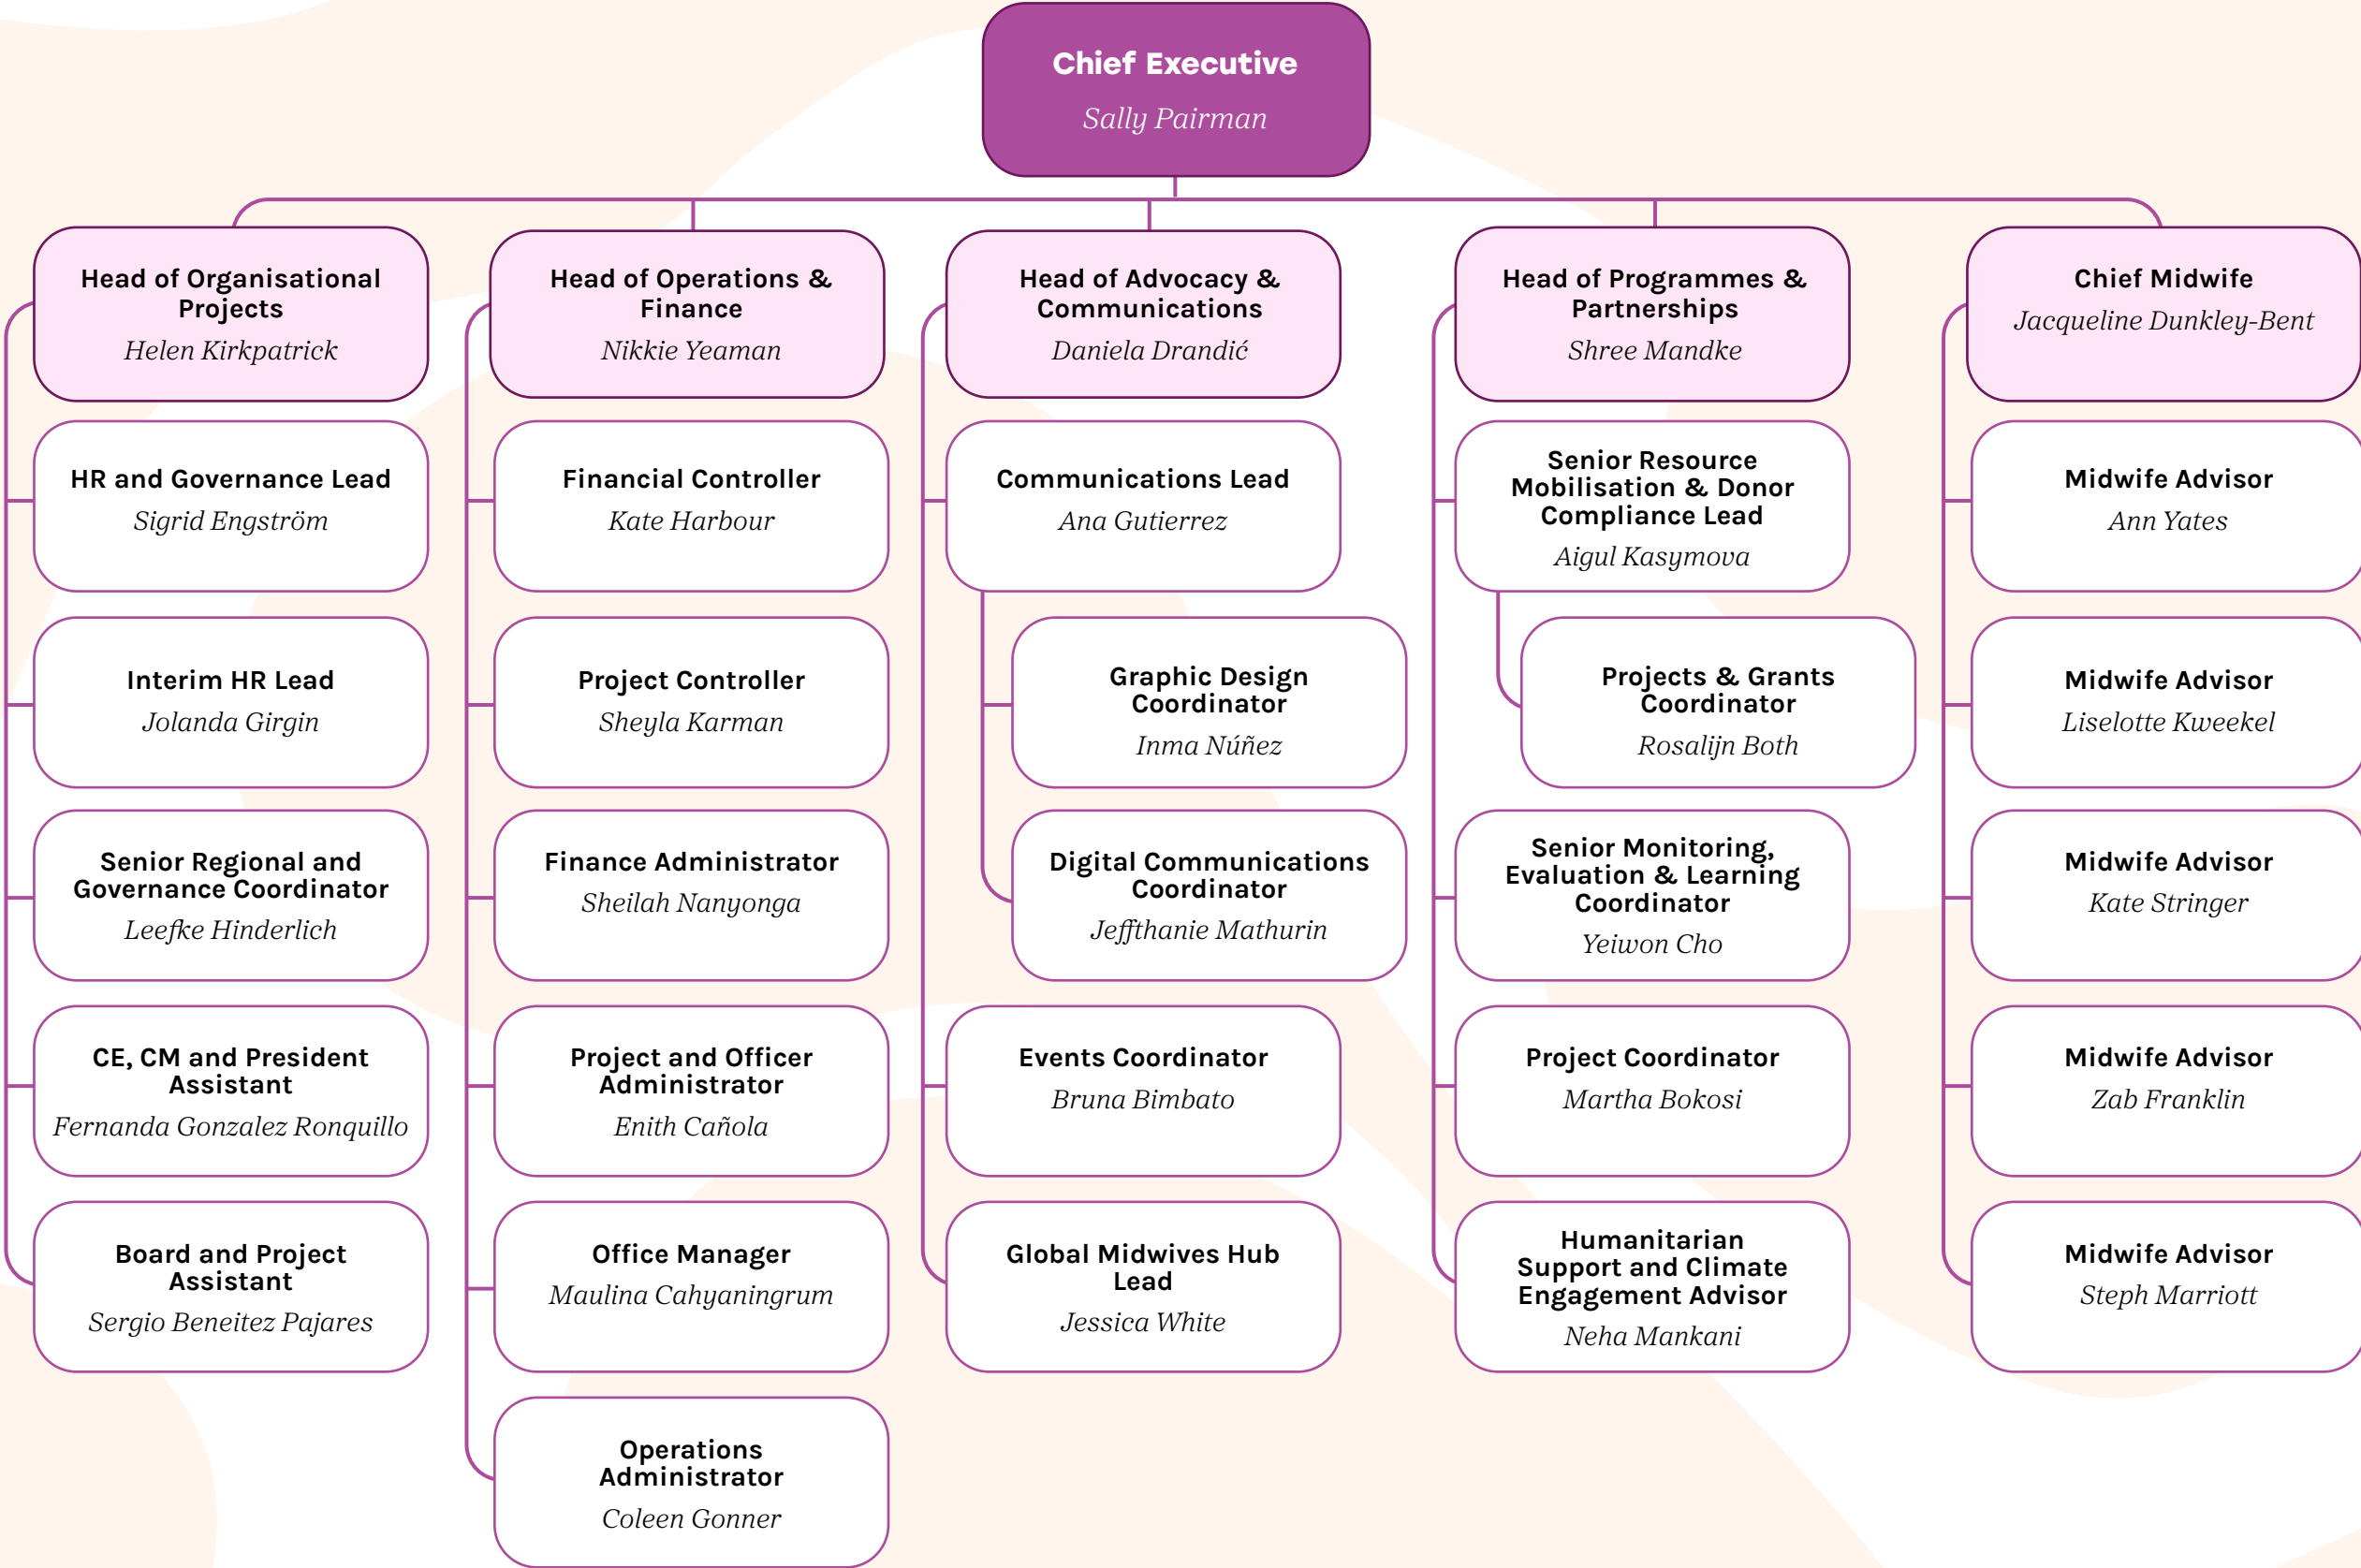 Chief Executive
Sally Pairman
Head of Organisational
Projects
Helen Kirkpatrick
HR and Governance Lead
Sigrid Engström
Interim HR Lead
Jolanda Girgin
Senior Regional and
Governance Coordinator
Leefke Hinderlich
CE, CM and President
Assistant
Fernanda Gonzalez Ronquillo
Board and Project
Assistant
Sergio Beneitez Pajares
Head of Operations &
Finance
Nikkie Yeaman
Financial Controller
Kate Harbour
Project Controller
Sheyla Karman
Finance Administrator
Sheilah Nanyonga
Project and Officer
Administrator
Enith Cañola
Office Manager
Maulina Cahyaningrum
Operations
Administrator
Coleen Gonner
Head of Advocacy &
Communications
Daniela Drandić
Communications Lead
Ana Gutierrez
Graphic Design
Coordinator
Inma Núñez
Digital Communications
Coordinator
Jeffthanie Mathurin
Events Coordinator
Bruna Bimbato
Global Midwives Hub
Lead
Jessica White
Head of Programmes &
Partnerships
Shree Mandke
Senior Resource
Mobilisation & Donor
Compliance Lead
Aigul Kasymova
Projects & Grants
Coordinator
Rosalijn Both
Senior Monitoring,
Evaluation & Learning
Coordinator
Yeiwon Cho
Project Coordinator
Martha Bokosi
Humanitarian
Support and Climate
Engagement Advisor
Neha Mankani
Chief Midwife
Jacqueline Dunkley-Bent
Midwife Advisor
Ann Yates
Midwife Advisor
Liselotte Kweekel
Midwife Advisor
Kate Stringer
Midwife Advisor
Zab Franklin
Midwife Advisor
Steph Marriott